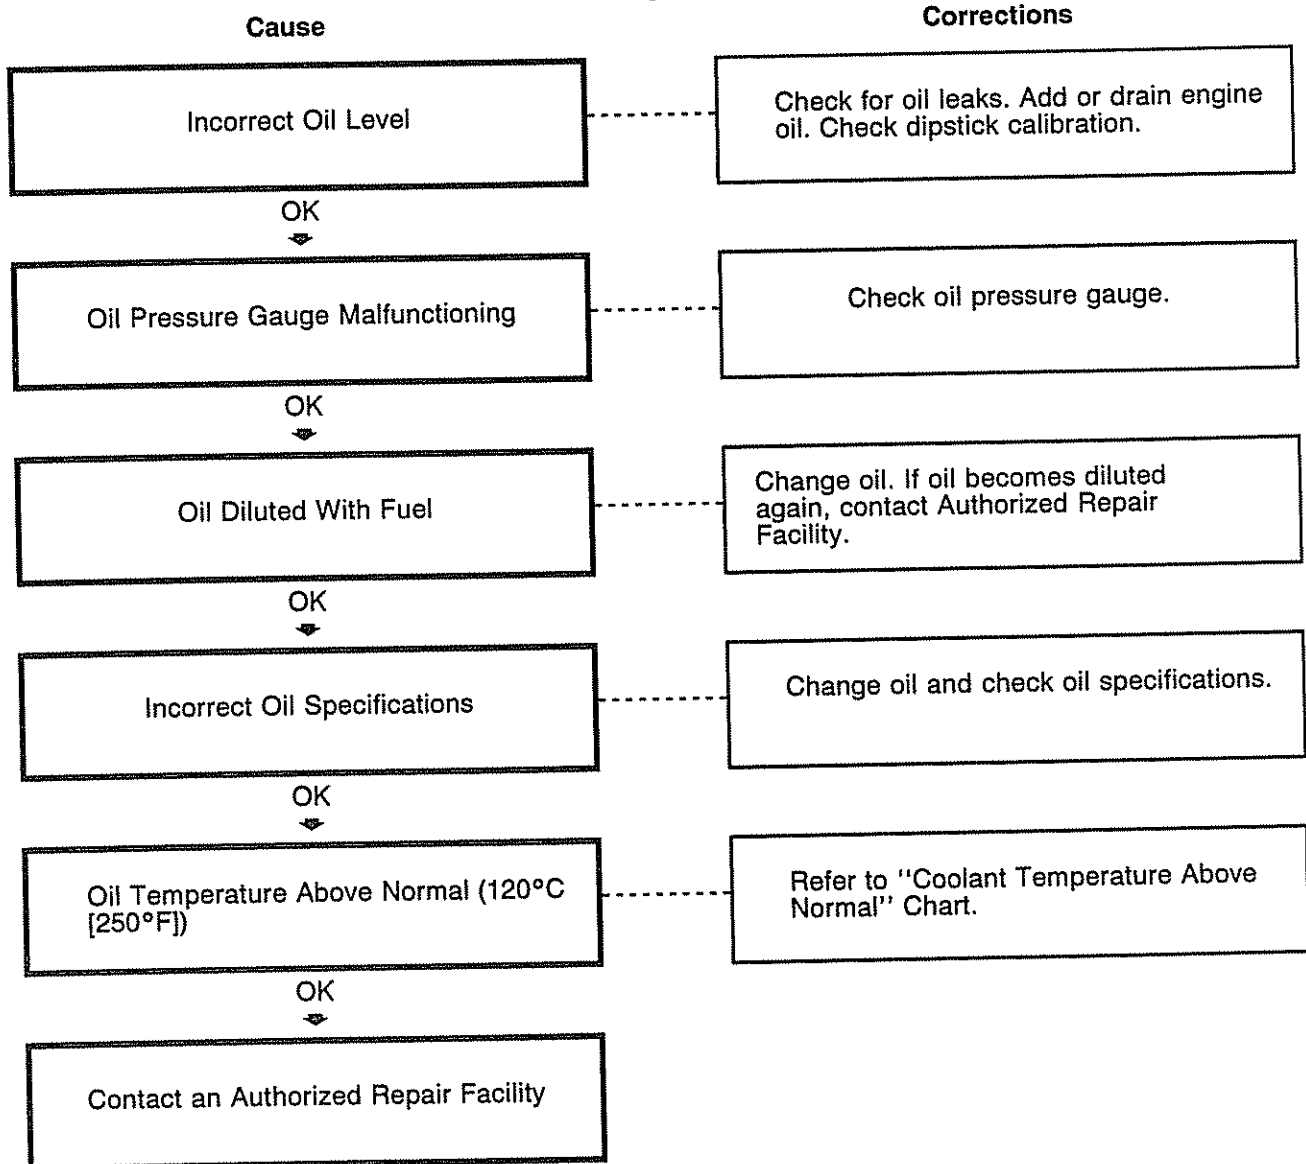 Cause
Corrections
Incorrect Oil Level
Check for oil leaks. Add or drain engine
oil. Check dipstick calibration.
OK
Oil Pressure Gauge Malfunctioning
Check oil pressure gauge.
OK
Oil Diluted With Fuel
Change oil. If oil becomes diluted
again, contact Authorized Repair
Facility.
OK
Incorrect Oil Specifications
Change oil and check oil specifications.
OK
Oil Temperature Above Normal (120°C
[250°F])
Refer to ''Coolant Temperature Above
Normal'' Chart.
OK
Contact an Authorized Repair Facility